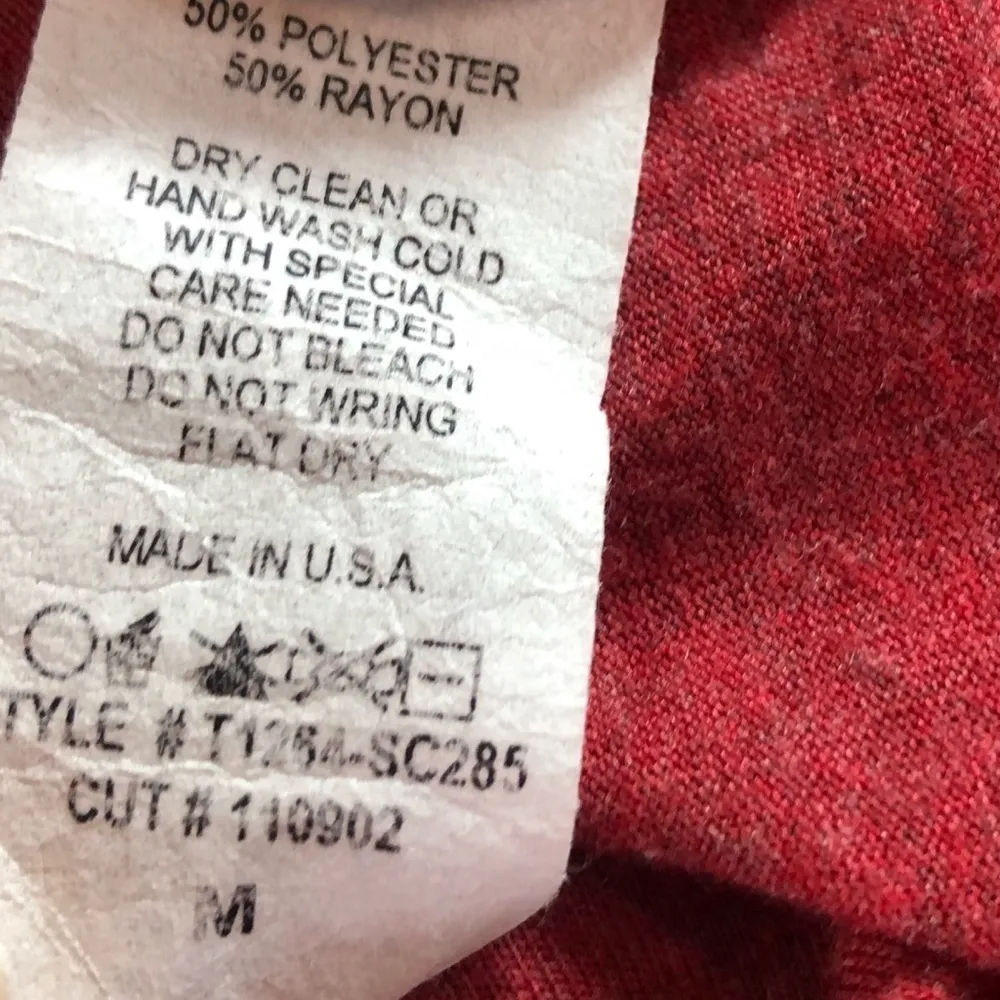 50% POLYESTER
50% RAYON
DRY CLEAN OR
HAND WASH COLD
WITH SPECIAL
CARE NEEDED
DO NOT BLEACH
DO NOT WRING
FLAT DRY
MADE IN U.S.A.
TYLE # T1264-SC285
CUT # 110902
M